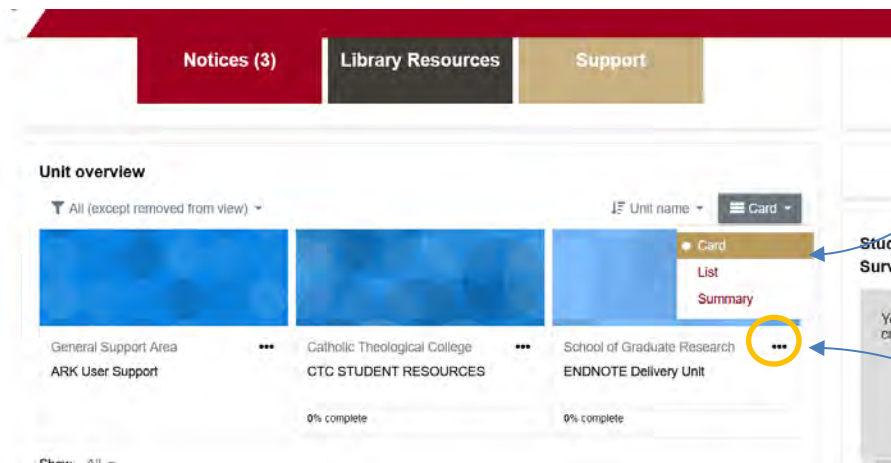 Notices (3)
Library Resources
Support
Unit overview
All (except removed from view)
Unit name
Card
Card
List
Summary
General Support Area
ARK User Support
Catholic Theological College
CTC STUDENT RESOURCES
0% complete
School of Graduate Research
ENDNOTE Delivery Unit
0% complete
Show All